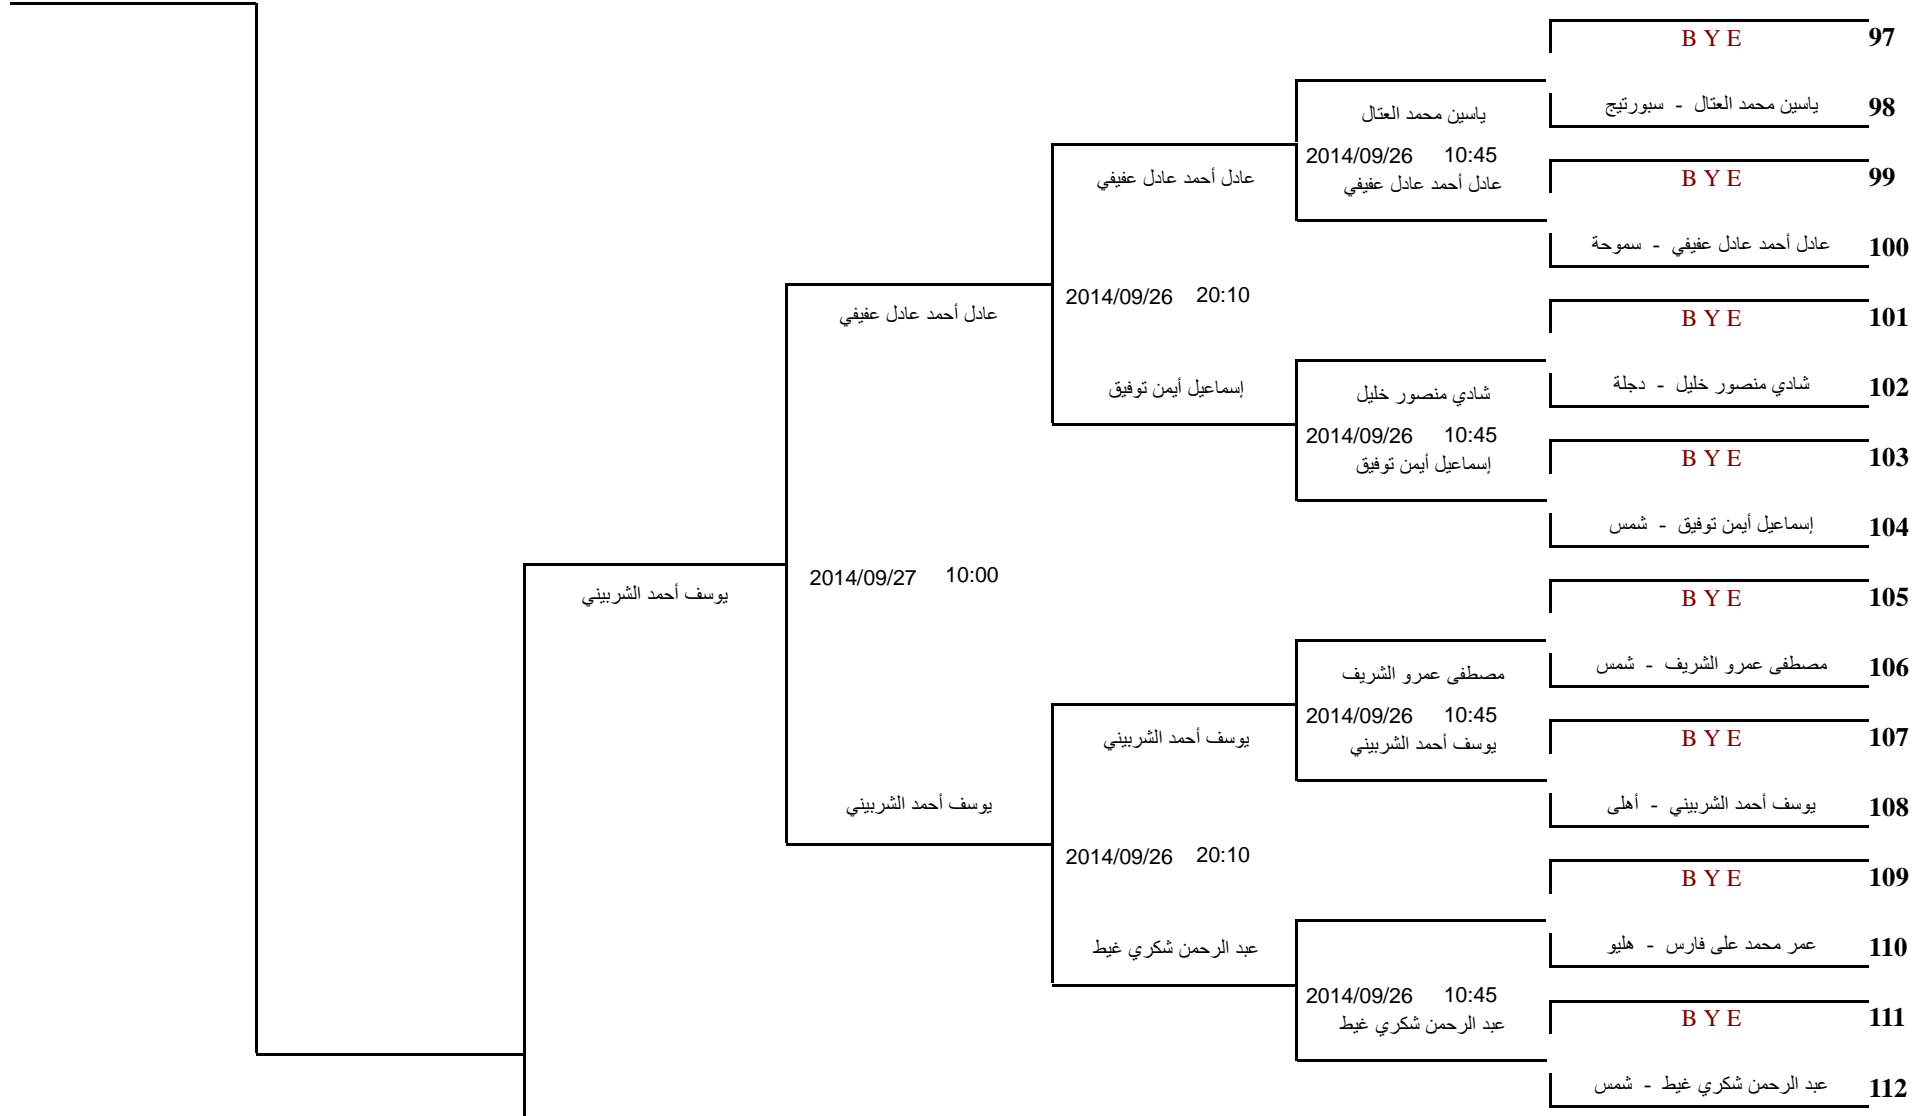 B Y E 97
ياسين محمد العتال - سبورتيج 98
ياسين محمد العتال
2014/09/26 10:45
عادل أحمد عادل عفيفي
B Y E 99
عادل أحمد عادل عفيفي - سموحة 100
عادل أحمد عادل عفيفي
2014/09/26 20:10
عادل أحمد عادل عفيفي
B Y E 101
شادي منصور خليل - دجلة 102
شادي منصور خليل
2014/09/26 10:45
إسماعيل أيمن توفيق
إسماعيل أيمن توفيق
B Y E 103
إسماعيل أيمن توفيق - شمس 104
2014/09/27 10:00
يوسف أحمد الشربيني
B Y E 105
مصطفى عمرو الشريف - شمس 106
مصطفى عمرو الشريف
2014/09/26 10:45
يوسف أحمد الشربيني
B Y E 107
يوسف أحمد الشربيني - أهلى 108
يوسف أحمد الشربيني
يوسف أحمد الشربيني
2014/09/26 20:10
B Y E 109
عمر محمد على فارس - هليو 110
عبد الرحمن شكري غيط
2014/09/26 10:45
عبد الرحمن شكري غيط
B Y E 111
عبد الرحمن شكري غيط - شمس 112